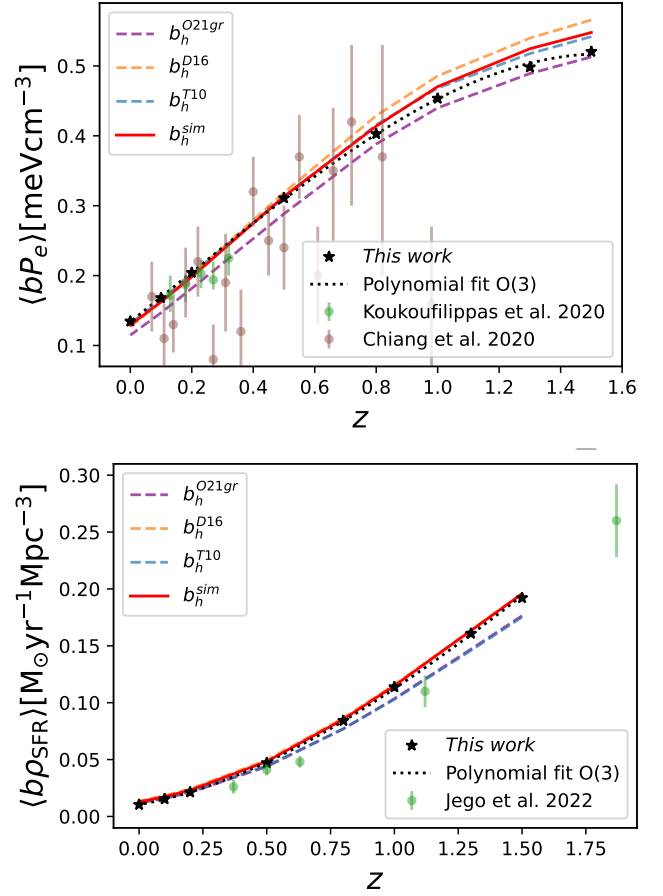 ⟨bP_e⟩[meVcm^{-3}]
b_h^{O21gr}
b_h^{D16}
b_h^{T10}
b_h^{sim}
0.5
0.4
0.3
0.2
0.1
This work
Polynomial fit O(3)
Koukoufilippas et al. 2020
Chiang et al. 2020
0.0 0.2 0.4 0.6 0.8 1.0 1.2 1.4 1.6
z
⟨bρ_{SFR}⟩[M_⊙yr^{-1}Mpc^{-3}]
b_h^{O21gr}
b_h^{D16}
b_h^{T10}
b_h^{sim}
0.30
0.25
0.20
0.15
0.10
0.05
0.00
This work
Polynomial fit O(3)
Jego et al. 2022
0.00 0.25 0.50 0.75 1.00 1.25 1.50 1.75
z